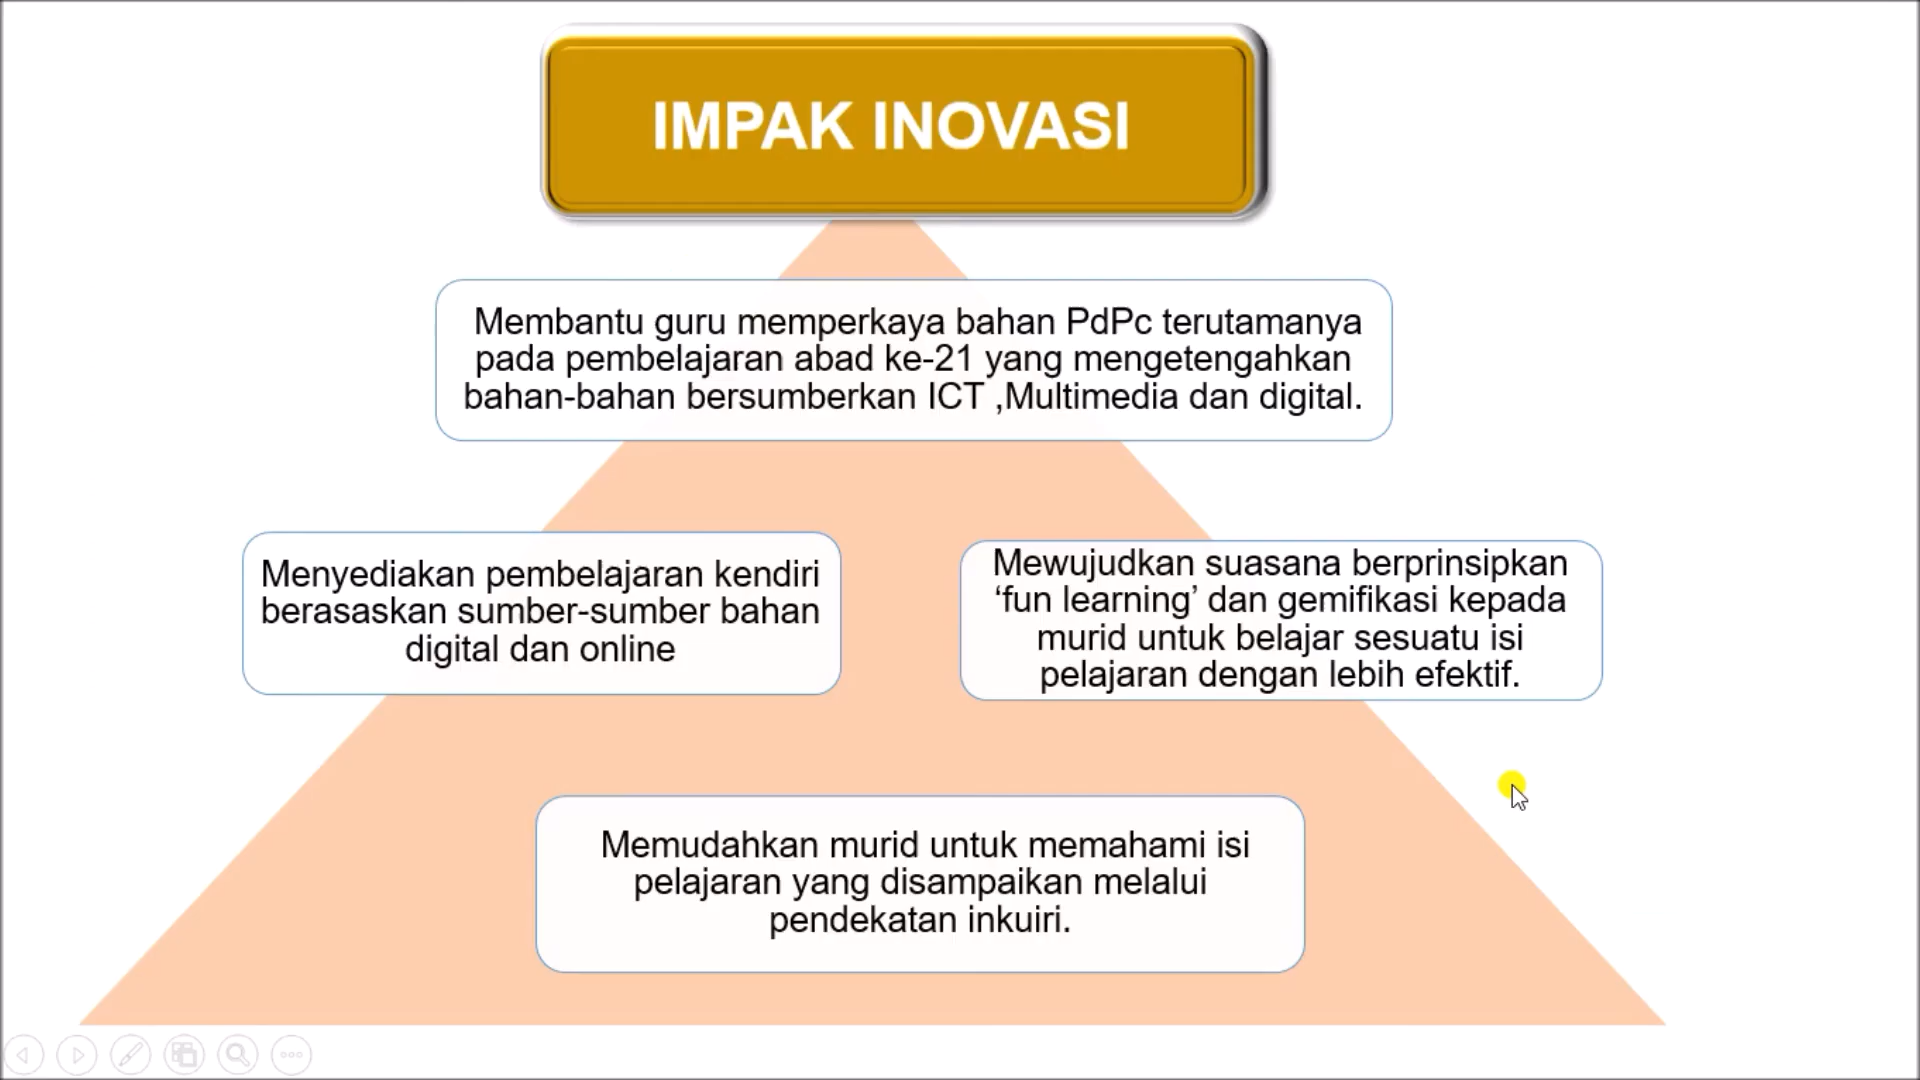 IMPAK INOVASI
Membantu guru memperkaya bahan PdPc terutamanya
pada pembelajaran abad ke-21 yang mengetengahkan
bahan-bahan bersumberkan ICT ,Multimedia dan digital.
Menyediakan pembelajaran kendiri
berasaskan sumber-sumber bahan
digital dan online
Mewujudkan suasana berprinsipkan
‘fun learning’ dan gemifikasi kepada
murid untuk belajar sesuatu isi
pelajaran dengan lebih efektif.
Memudahkan murid untuk memahami isi
pelajaran yang disampaikan melalui
pendekatan inkuiri.